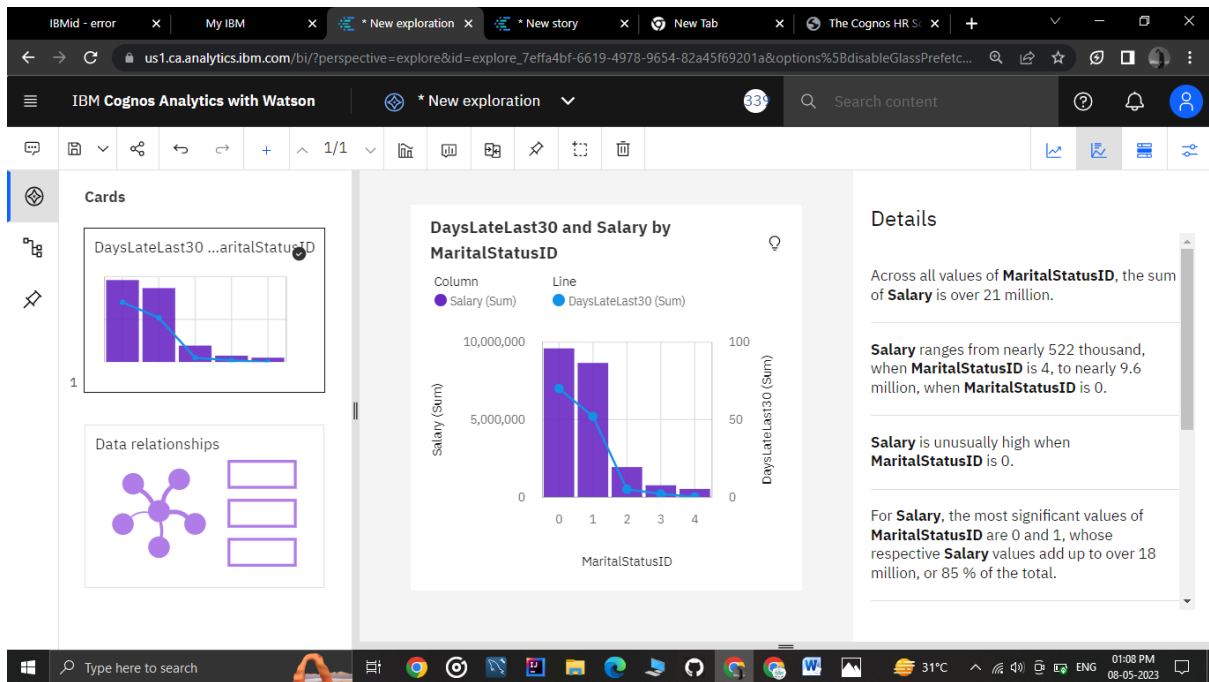 IBMid - error
My IBM
* New exploration
* New story
New Tab
The Cognos HR Sc
us1.ca.analytics.ibm.com/bi/?perspective=explore&id=explore_7effa4bf-6619-4978-9654-82a45f69201a&options%5BdisableGlassPrefetc...
IBM Cognos Analytics with Watson
* New exploration
339
Search content
1/1
Cards
DaysLateLast30 ...aritalStatusID
1
Data relationships
DaysLateLast30 and Salary by
MaritalStatusID
Column
Line
Salary (Sum)
DaysLateLast30 (Sum)
10,000,000
5,000,000
0
Salary (Sum)
100
50
0
DaysLateLast30 (Sum)
0 1 2 3 4
MaritalStatusID
Details
Across all values of MaritalStatusID, the sum
of Salary is over 21 million.
Salary ranges from nearly 522 thousand,
when MaritalStatusID is 4, to nearly 9.6
million, when MaritalStatusID is 0.
Salary is unusually high when
MaritalStatusID is 0.
For Salary, the most significant values of
MaritalStatusID are 0 and 1, whose
respective Salary values add up to over 18
million, or 85 % of the total.
Type here to search
31°C
ENG
01:08 PM
08-05-2023